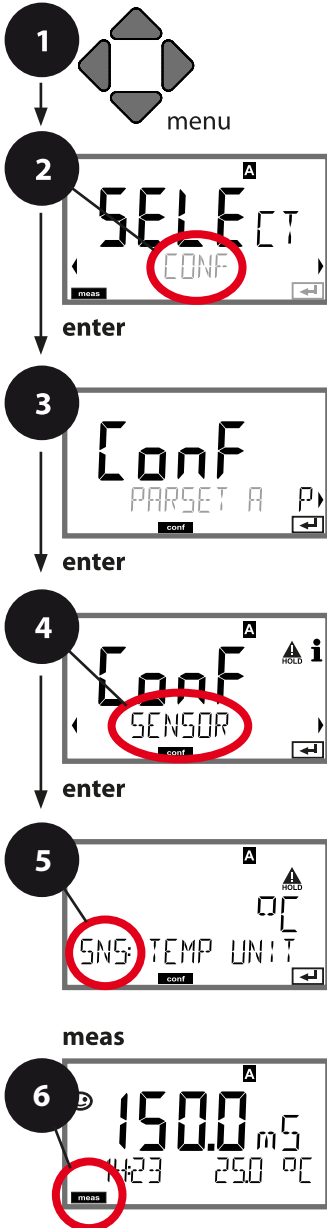 1
menu
2
A
SELECT
CONF
meas
enter
3
ConF
PARSET A P
conf
enter
4
A
HOLD i
ConF
SENSOR
conf
enter
5
A
HOLD
°C
SNS: TEMP UNIT
conf
meas
6
A
150.0 mS
14:23 25.0 °C
meas